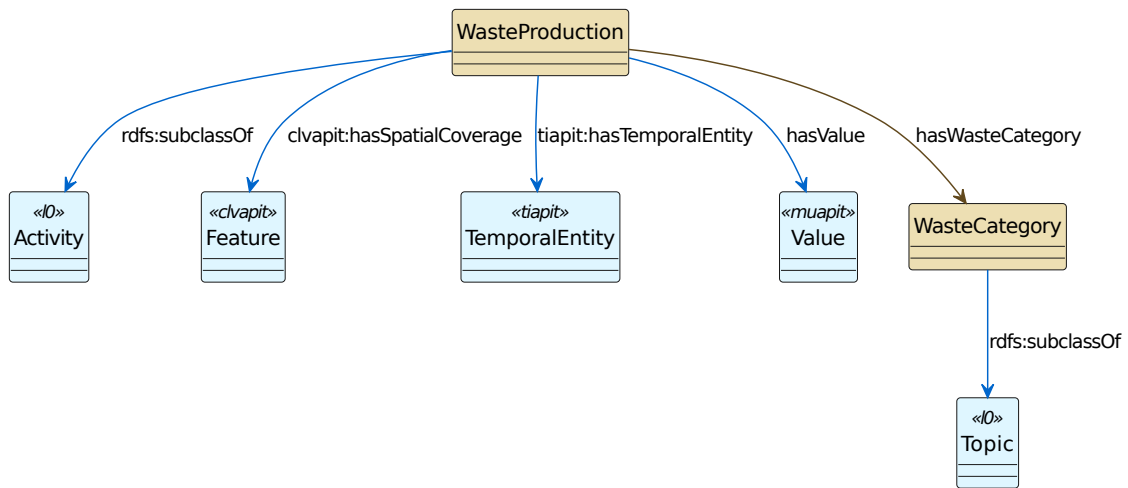 WasteProduction
rdfs:subclassOf
clvapit:hasSpatialCoverage
tiapit:hasTemporalEntity
hasValue
hasWasteCategory
«l0»
Activity
«clvapit»
Feature
«tiapit»
TemporalEntity
«muapit»
Value
WasteCategory
rdfs:subclassOf
«l0»
Topic